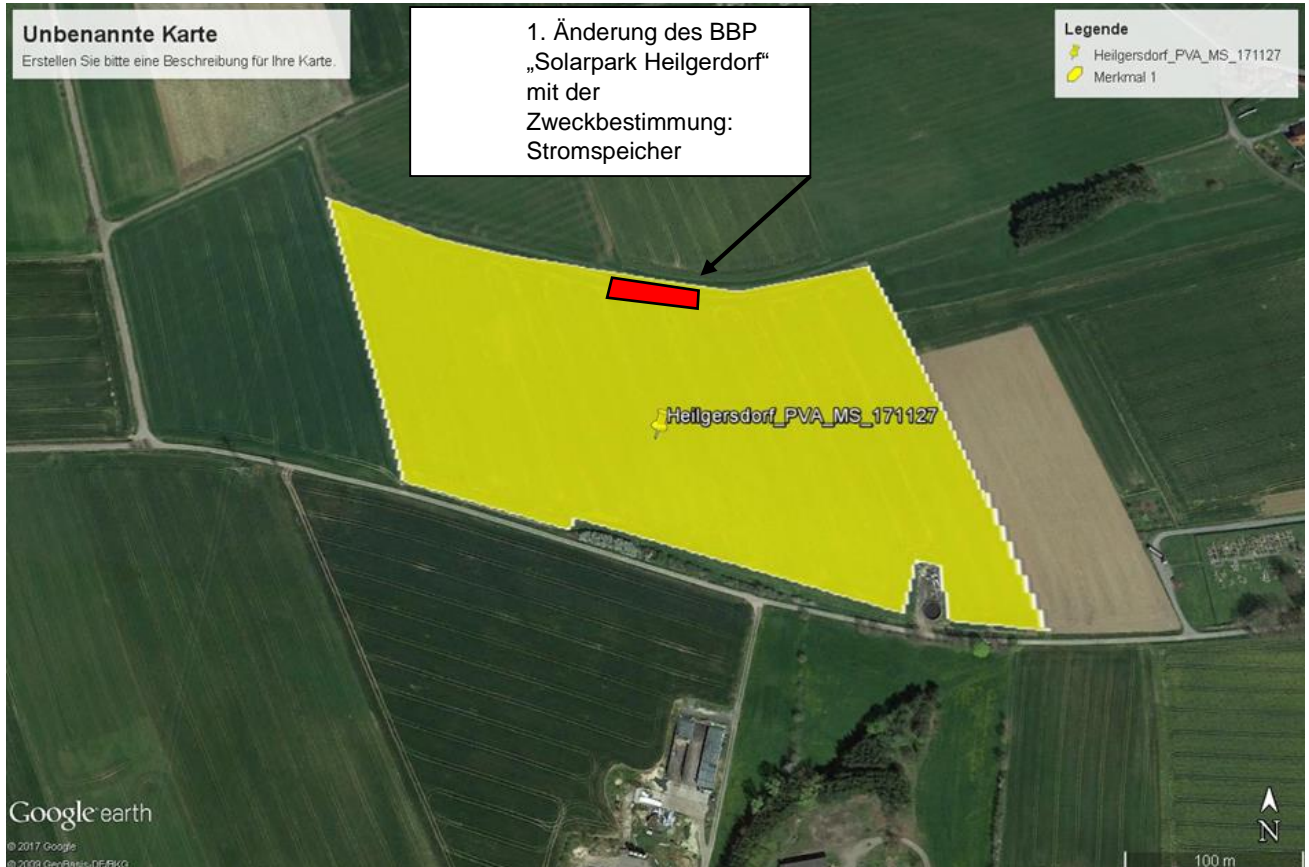 Unbenannte Karte
Erstellen Sie bitte eine Beschreibung für Ihre Karte.
1. Änderung des BBP
„Solarpark Heilgerdorf“
mit der
Zweckbestimmung:
Stromspeicher
Legende
Heilgersdorf_PVA_MS_171127
Merkmal 1
Heilgersdorf_PVA_MS_171127
Google earth
© 2017 Google
© 2009 GeoBasis-DE/BKG
N
100 m